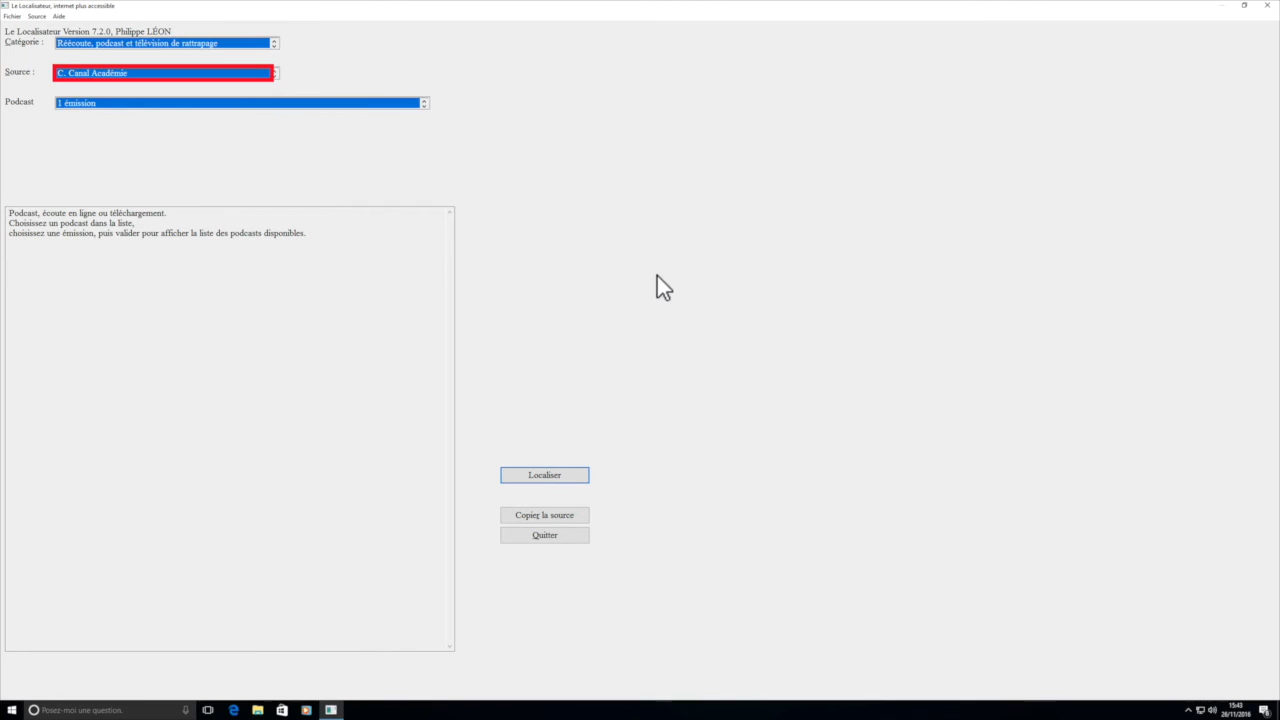 Le Localisateur, internet plus accessible
Fichier Source Aide
Le Localisateur Version 7.2.0, Philippe LÉON
Catégorie : Réécoute, podcast et télévision de rattrapage
Source : C. Canal Académie
Podcast 1 émission
Podcast, écoute en ligne ou téléchargement.
Choisissez un podcast dans la liste,
choisissez une émission, puis valider pour afficher la liste des podcasts disponibles.
Localiser
Copier la source
Quitter
Posez-moi une question.
15:43
26/11/2016